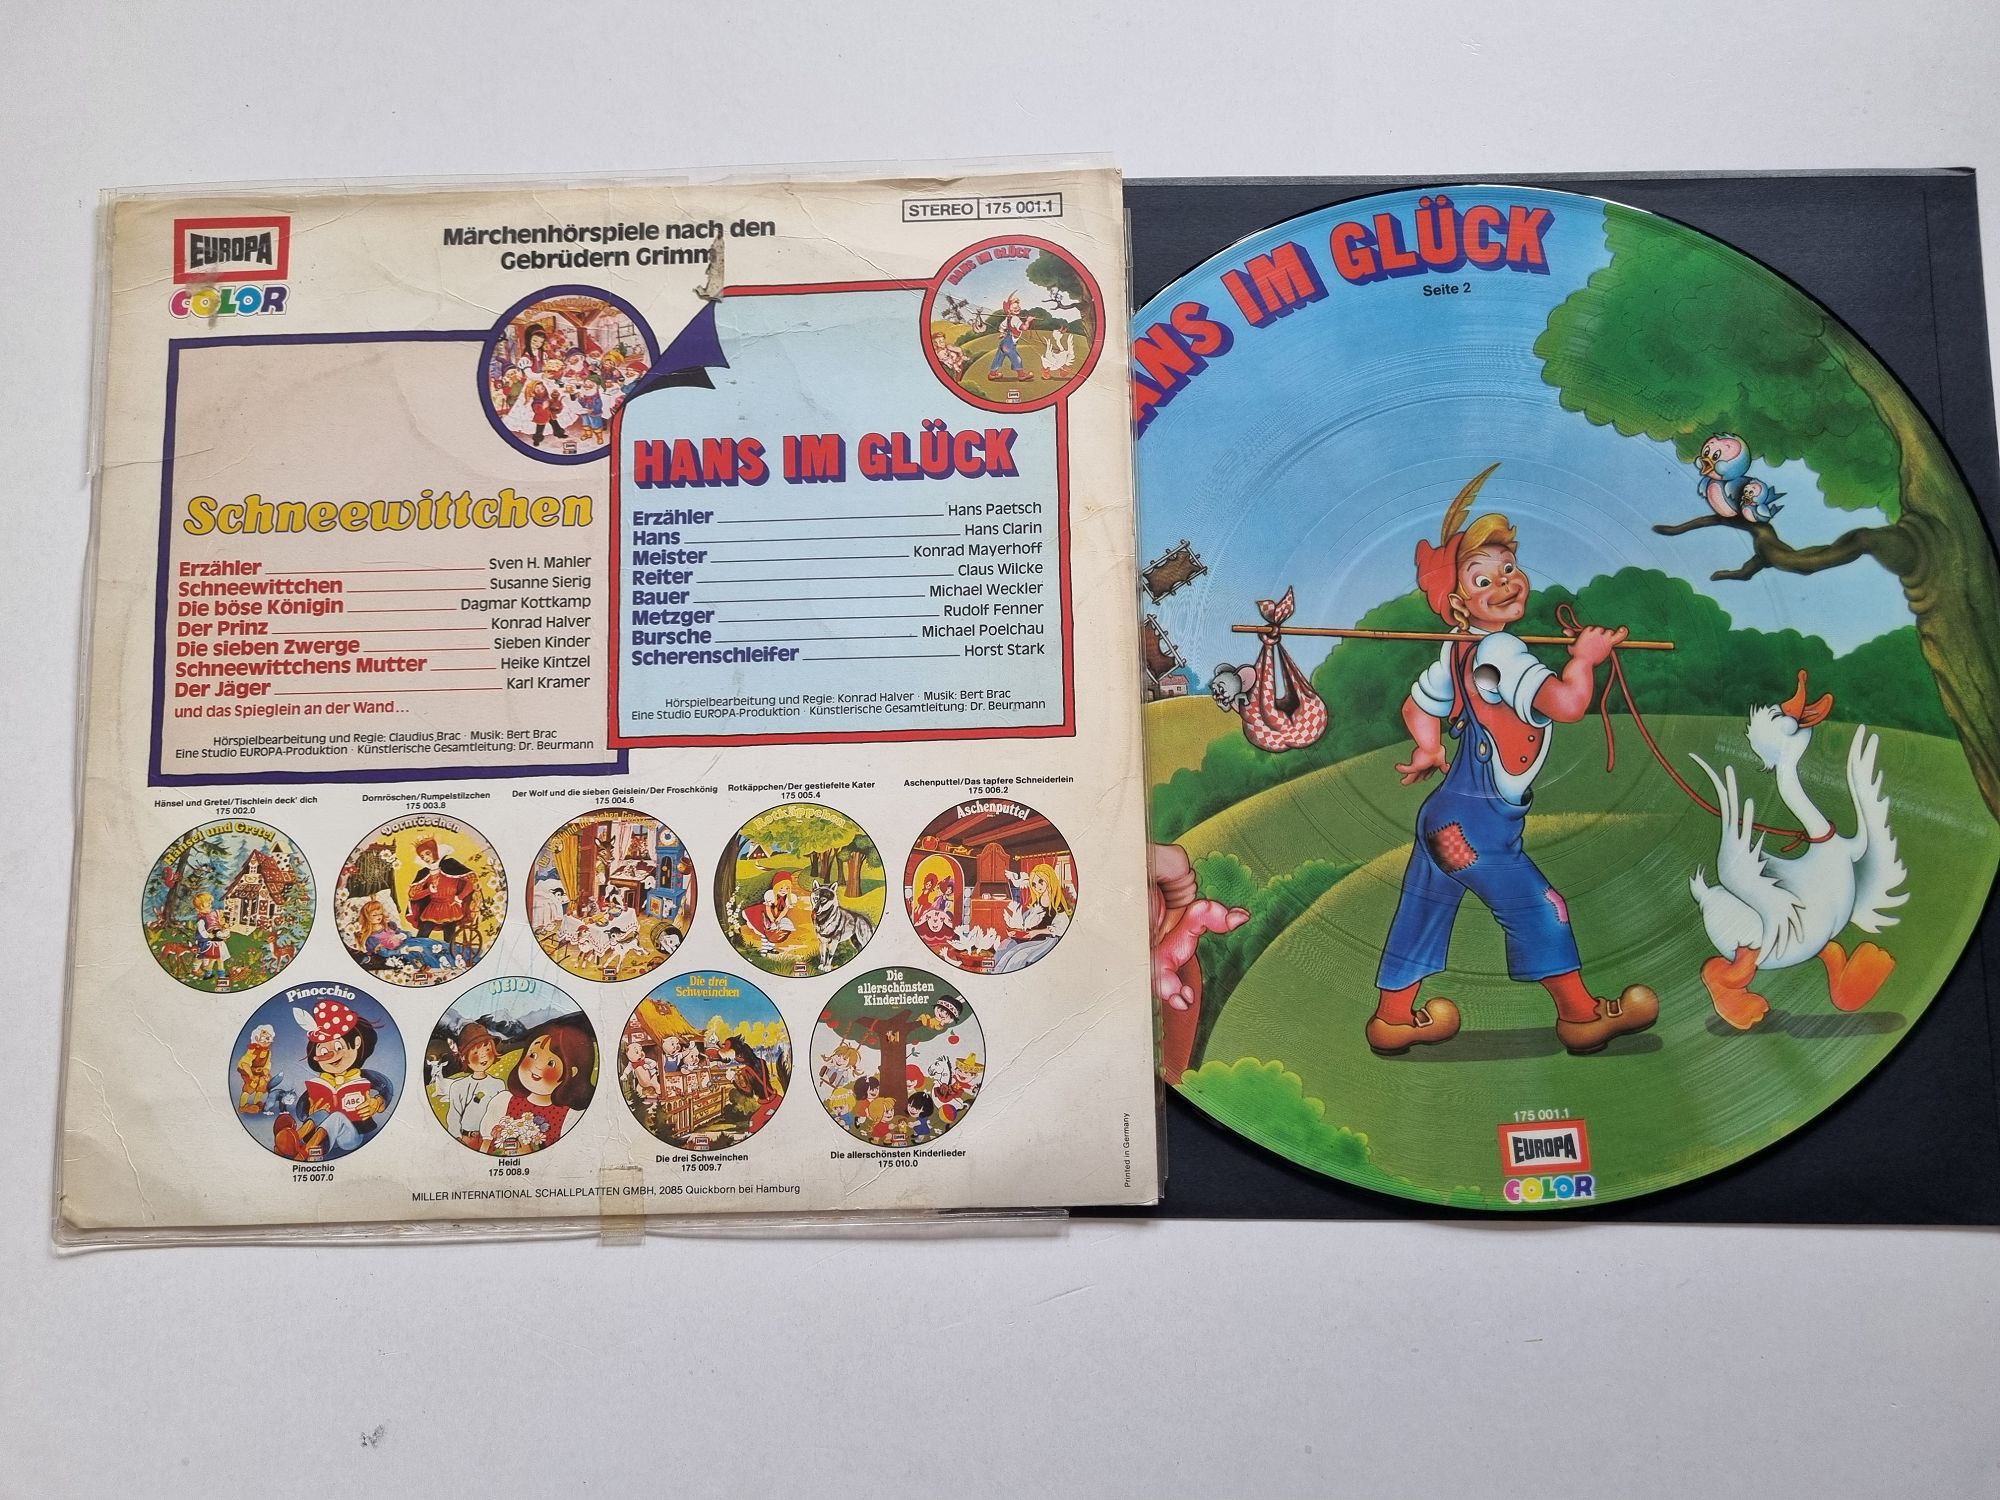 EUROPA
COLOR
Märchenhörspiele nach den
Gebrüdern Grimm
STEREO 175 001.1
HANS IM GLÜCK
Schneewittchen
Erzähler Sven H. Mahler
Schneewittchen Susanne Sierig
Die böse Königin Dagmar Kottkamp
Der Prinz Konrad Halver
Die sieben Zwerge Sieben Kinder
Schneewittchens Mutter Heike Kintzel
Der Jäger Karl Kramer
und das Spieglein an der Wand...
Hörspielbearbeitung und Regie: Claudius Brac · Musik: Bert Brac
Eine Studio EUROPA-Produktion · Künstlerische Gesamtleitung: Dr. Beurmann
HANS IM GLÜCK
Erzähler Hans Paetsch
Hans Hans Clarin
Meister Konrad Mayerhoff
Reiter Claus Wilcke
Bauer Michael Weckler
Metzger Rudolf Fenner
Bursche Michael Poelchau
Scherenschleifer Horst Stark
Hörspielbearbeitung und Regie: Konrad Halver · Musik: Bert Brac
Eine Studio EUROPA-Produktion · Künstlerische Gesamtleitung: Dr. Beurmann
Hänsel und Gretel/Tischlein deck' dich
175 002.0
Hänsel und Gretel
Dornröschen/Rumpelstilzchen
175 003.8
Dornröschen
Der Wolf und die sieben Geislein/Der Froschkönig
175 004.6
Rotkäppchen/Der gestiefelte Kater
175 005.4
Rotkäppchen
Aschenputtel/Das tapfere Schneiderlein
175 006.2
Aschenputtel
Pinocchio
ABC
Pinocchio
175 007.0
HEIDI
Heidi
175 008.9
Die drei
Schweinchen
Die drei Schweinchen
175 009.7
Die
allerschönsten
Kinderlieder
Die allerschönsten Kinderlieder
175 010.0
MILLER INTERNATIONAL SCHALLPLATTEN GMBH, 2085 Quickborn bei Hamburg
Printed in Germany
ANS IM GLÜCK
Seite 2
175 001.1
EUROPA
COLOR